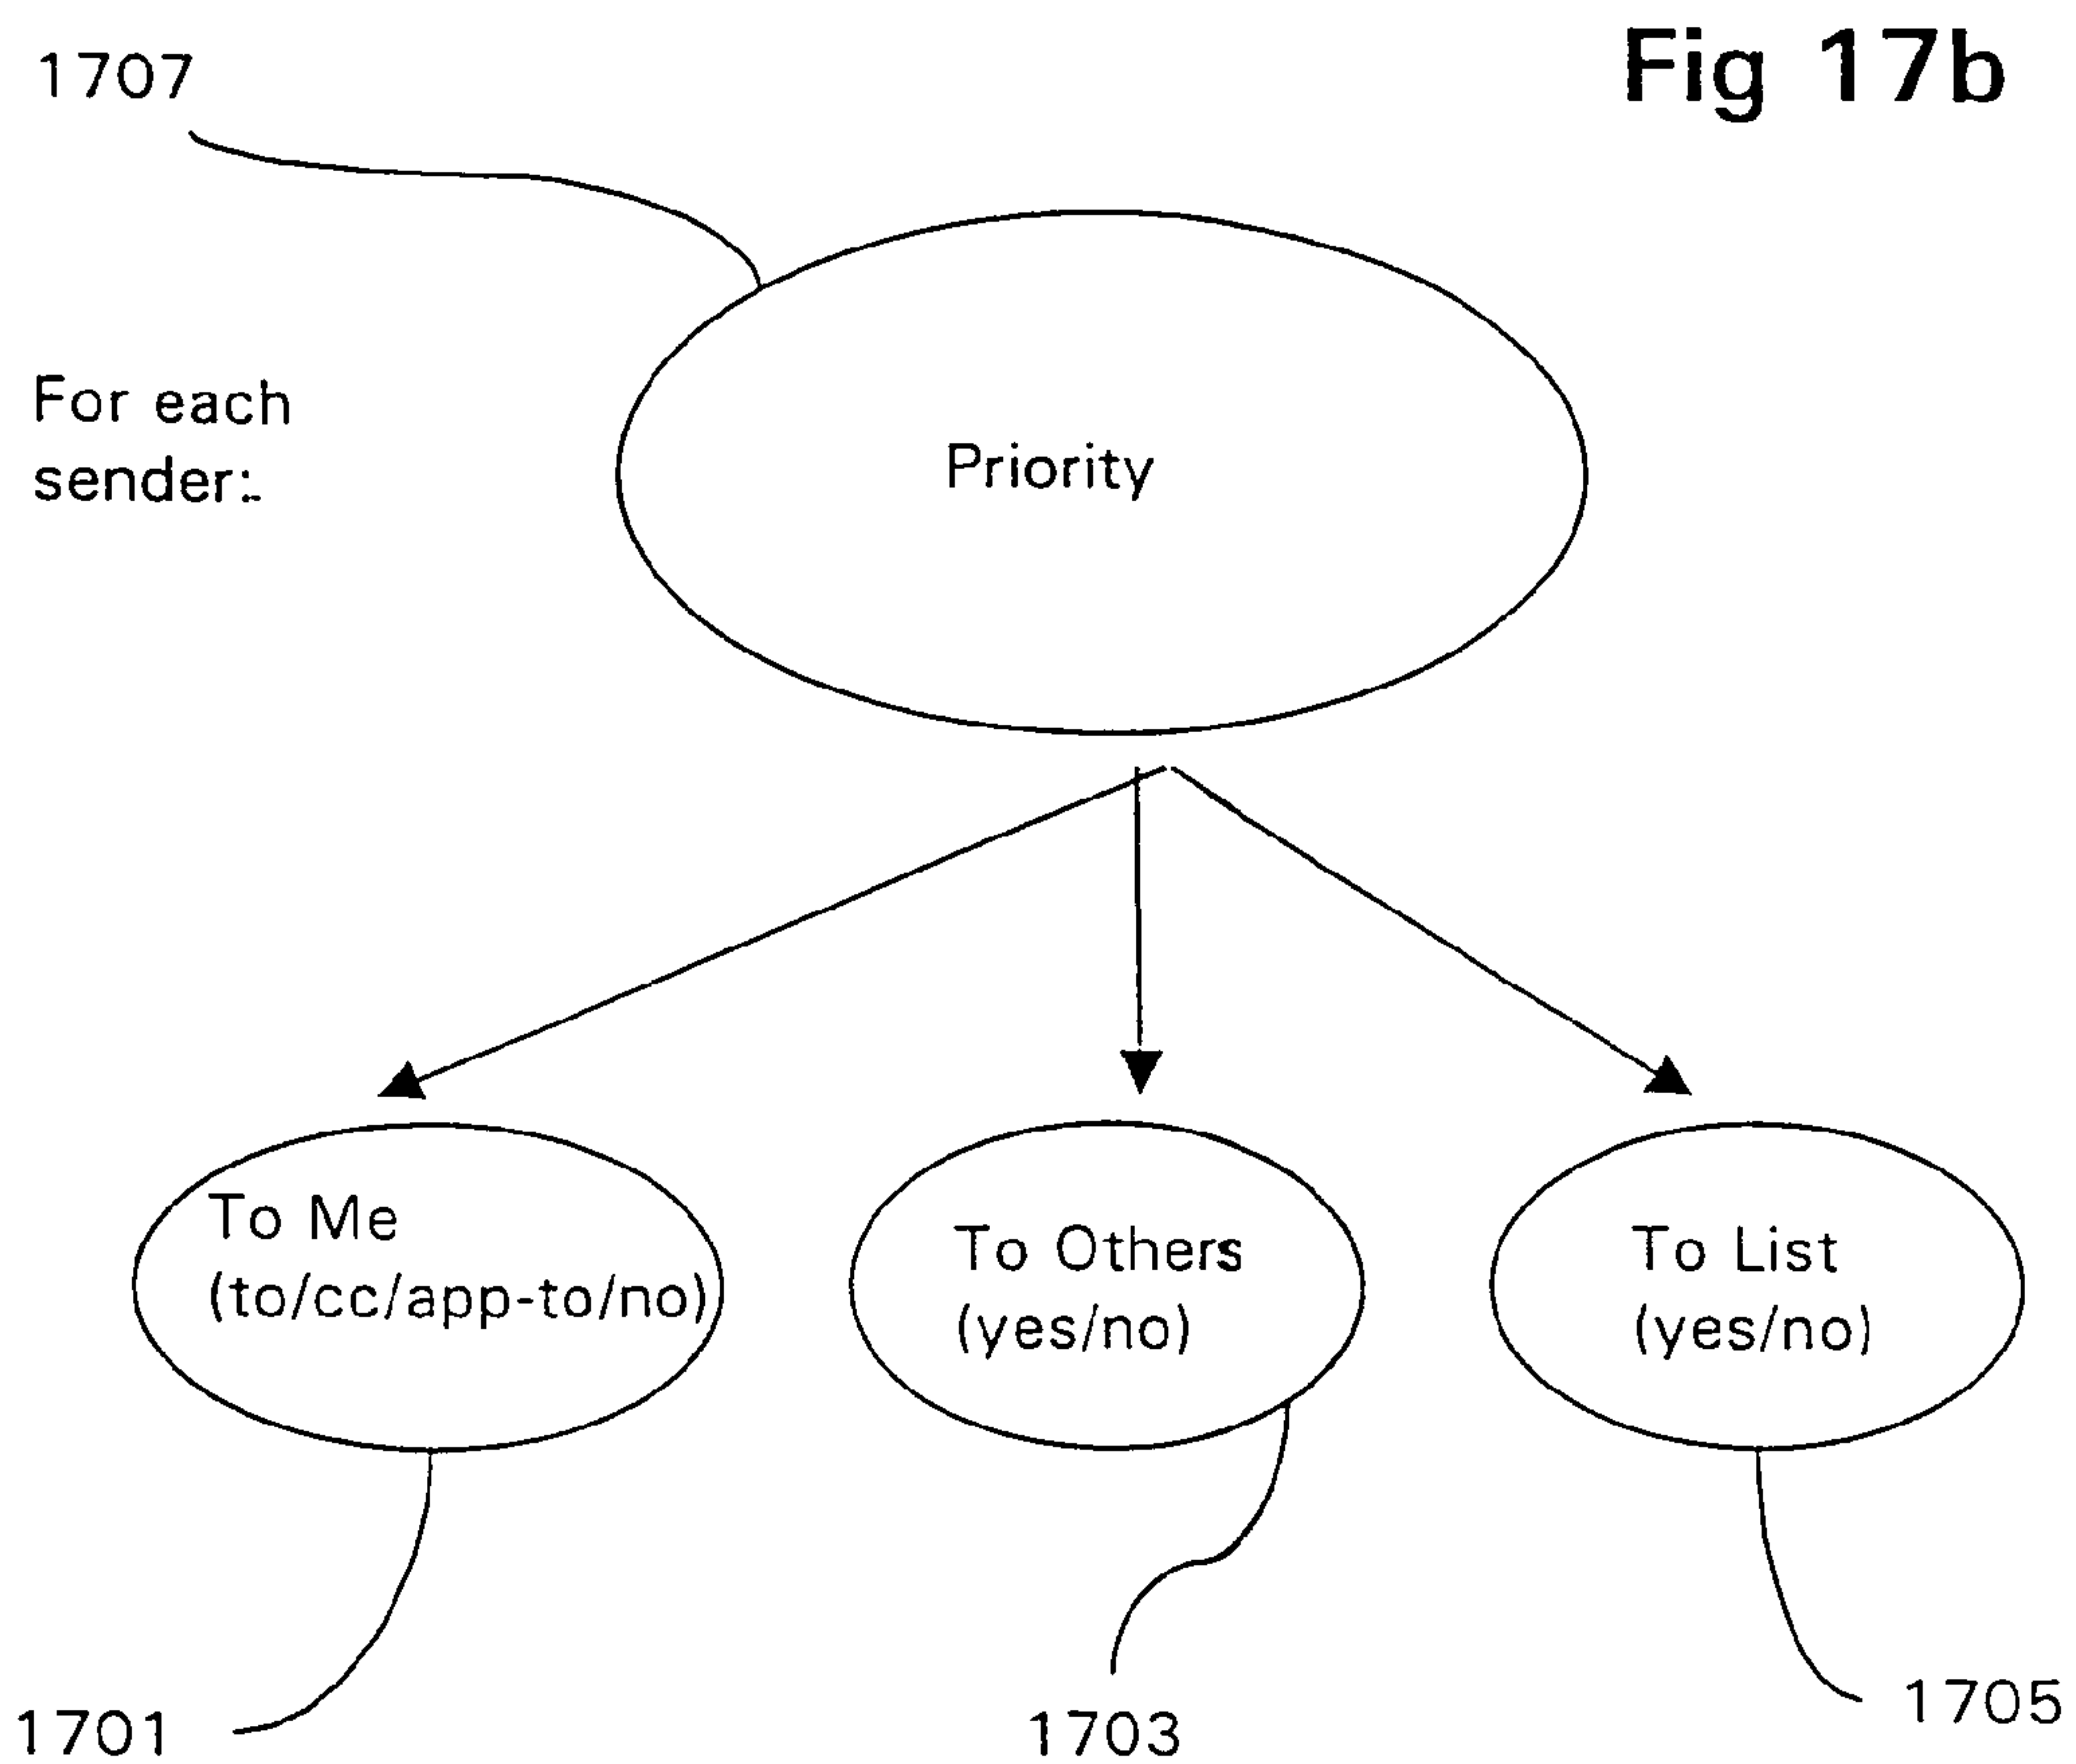 1707
Fig 17b
For each
sender:-
Priority
To Me
(to/cc/app-to/no)
To Others
(yes/no)
To List
(yes/no)
1701
1703
1705